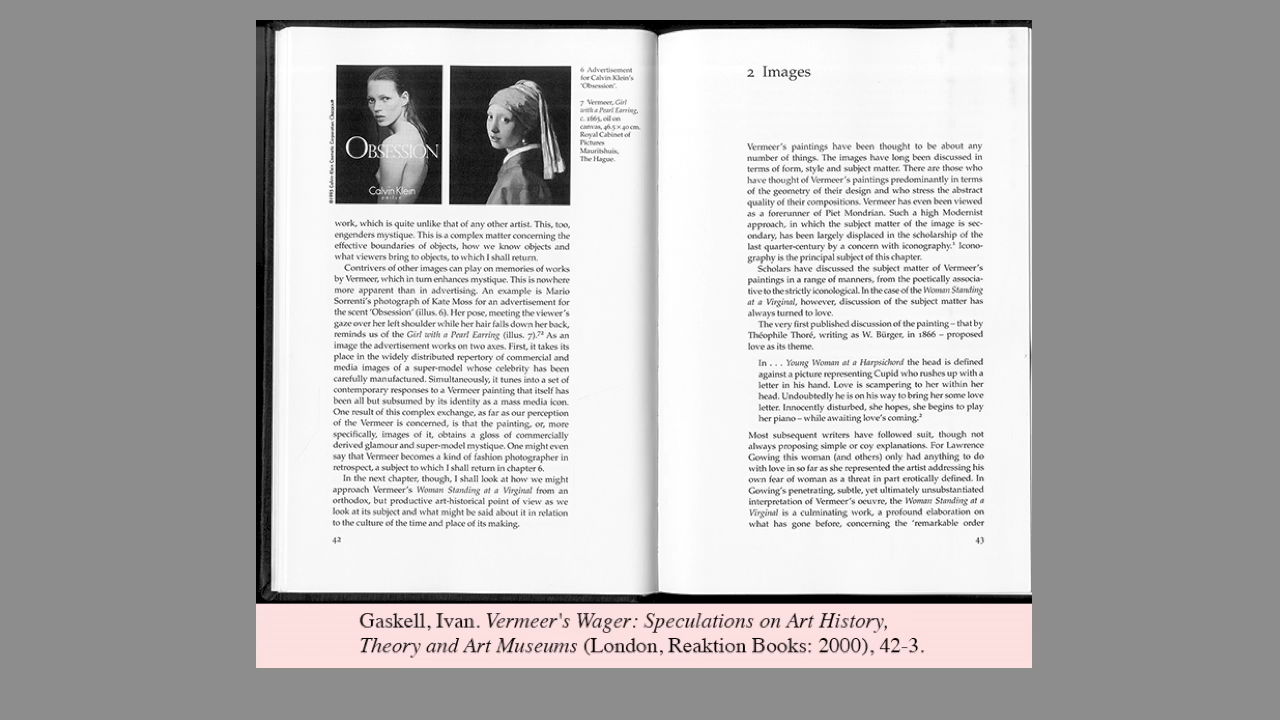 ©1993 Calvin Klein Cosmetic Corporation
OBSESSION
Calvin Klein
6 Advertisement
for Calvin Klein's
'Obsession'.
7 Vermeer, Girl
with a Pearl Earring,
c. 1665, oil on
canvas, 46.5 × 40 cm,
Royal Cabinet of
Pictures
Mauritshuis,
The Hague.
work, which is quite unlike that of any other artist. This, too,
engenders mystique. This is a complex matter concerning the
effective boundaries of objects, how we know objects and
what viewers bring to objects, to which I shall return.
Contrivers of other images can play on memories of works
by Vermeer, which in turn enhances mystique. This is nowhere
more apparent than in advertising. An example is Mario
Sorrenti's photograph of Kate Moss for an advertisement for
the scent 'Obsession' (illus. 6). Her pose, meeting the viewer's
gaze over her left shoulder while her hair falls down her back,
reminds us of the Girl with a Pearl Earring (illus. 7).⁷² As an
image the advertisement works on two axes. First, it takes its
place in the widely distributed repertory of commercial and
media images of a super-model whose celebrity has been
carefully manufactured. Simultaneously, it tunes into a set of
contemporary responses to a Vermeer painting that itself has
been all but subsumed by its identity as a mass media icon.
One result of this complex exchange, as far as our perception
of the Vermeer is concerned, is that the painting, or, more
specifically, images of it, obtains a gloss of commercially
derived glamour and super-model mystique. One might even
say that Vermeer becomes a kind of fashion photographer in
retrospect, a subject to which I shall return in chapter 6.
In the next chapter, though, I shall look at how we might
approach Vermeer's Woman Standing at a Virginal from an
orthodox, but productive art-historical point of view as we
look at its subject and what might be said about it in relation
to the culture of the time and place of its making.
42
2 Images
Vermeer's paintings have been thought to be about any
number of things. The images have long been discussed in
terms of form, style and subject matter. There are those who
have thought of Vermeer's paintings predominantly in terms
of the geometry of their design and who stress the abstract
quality of their compositions. Vermeer has even been viewed
as a forerunner of Piet Mondrian. Such a high Modernist
approach, in which the subject matter of the image is sec-
ondary, has been largely displaced in the scholarship of the
last quarter-century by a concern with iconography.¹ Icono-
graphy is the principal subject of this chapter.
Scholars have discussed the subject matter of Vermeer's
paintings in a range of manners, from the poetically associa-
tive to the strictly iconological. In the case of the Woman Standing
at a Virginal, however, discussion of the subject matter has
always turned to love.
The very first published discussion of the painting – that by
Théophile Thoré, writing as W. Bürger, in 1866 – proposed
love as its theme.
In . . . Young Woman at a Harpsichord the head is defined
against a picture representing Cupid who rushes up with a
letter in his hand. Love is scampering to her within her
head. Undoubtedly he is on his way to bring her some love
letter. Innocently disturbed, she hopes, she begins to play
her piano – while awaiting love's coming.²
Most subsequent writers have followed suit, though not
always proposing simple or coy explanations. For Lawrence
Gowing this woman (and others) only had anything to do
with love in so far as she represented the artist addressing his
own fear of woman as a threat in part erotically defined. In
Gowing's penetrating, subtle, yet ultimately unsubstantiated
interpretation of Vermeer's oeuvre, the Woman Standing at a
Virginal is a culminating work, a profound elaboration on
what has gone before, concerning the 'remarkable order
43
Gaskell, Ivan. Vermeer's Wager: Speculations on Art History,
Theory and Art Museums (London, Reaktion Books: 2000), 42-3.